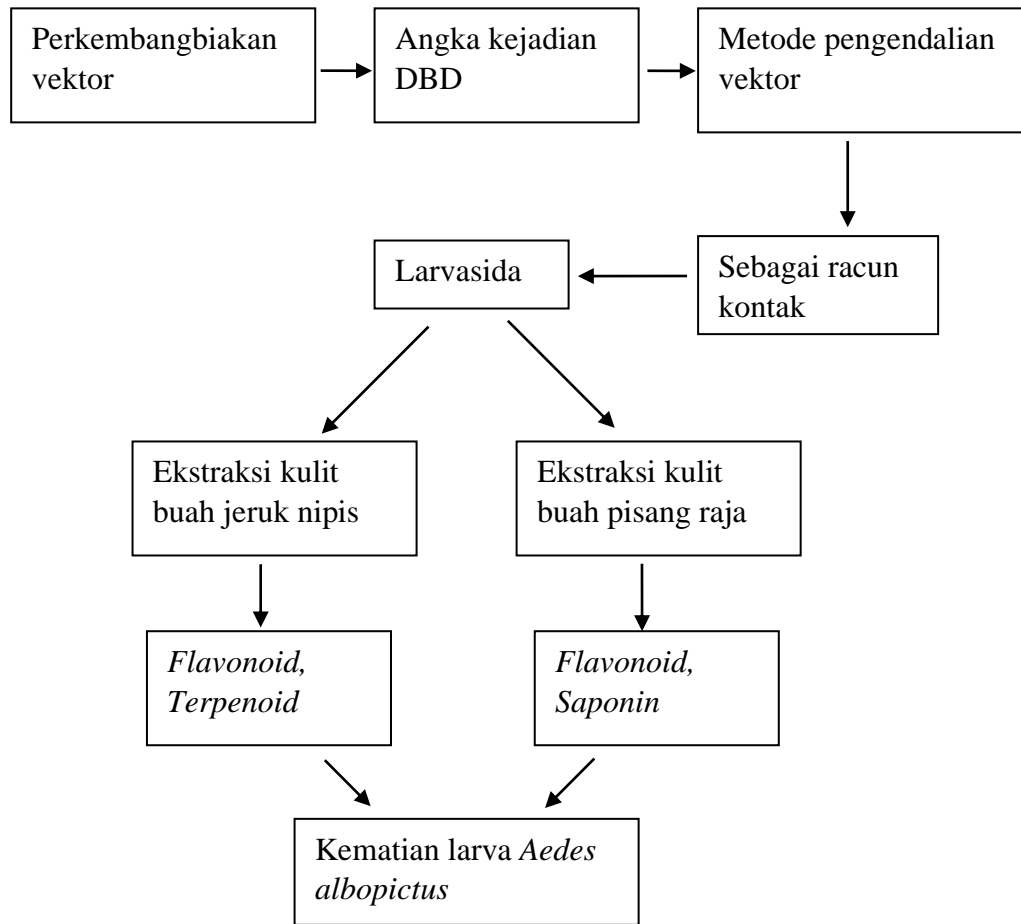 Perkembangbiakan
vektor
Angka kejadian
DBD
Metode pengendalian
vektor
Sebagai racun
kontak
Larvasida
Ekstraksi kulit
buah jeruk nipis
Ekstraksi kulit
buah pisang raja
Flavonoid,
Terpenoid
Flavonoid,
Saponin
Kematian larva Aedes
albopictus